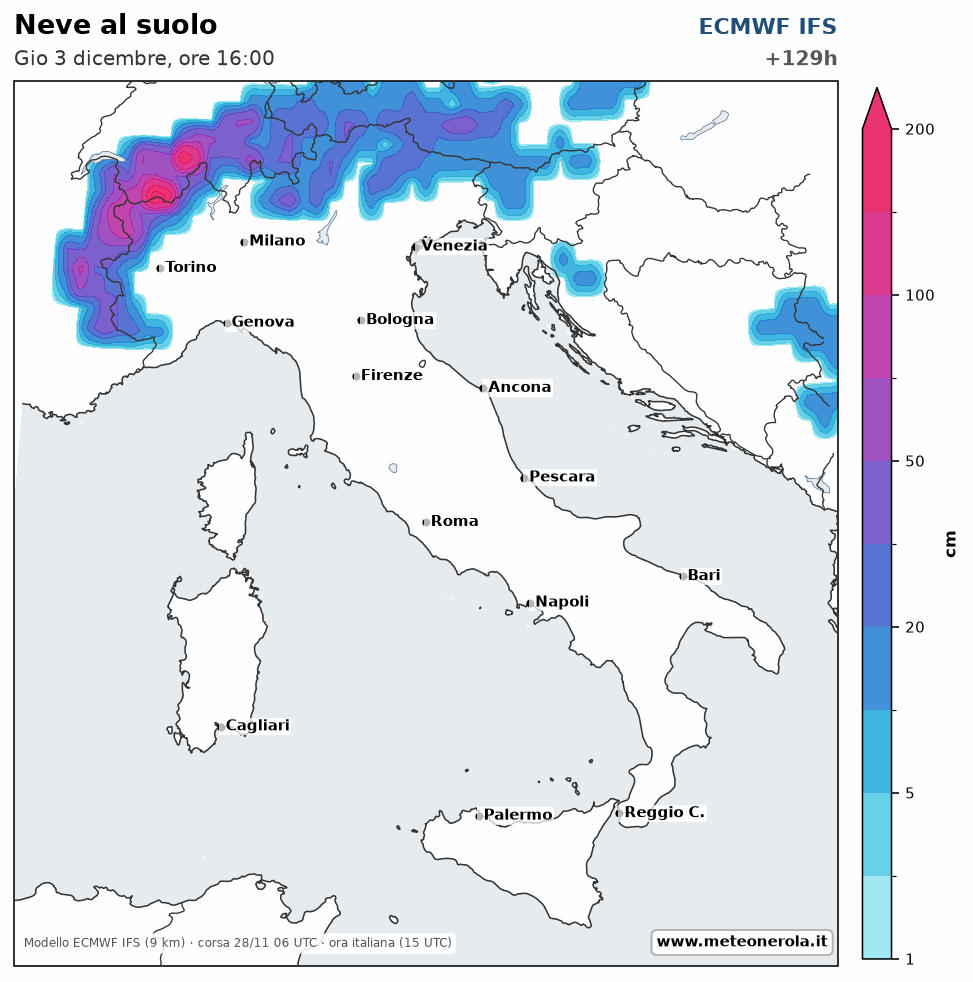 Neve al suolo
ECMWF IFS
Gio 3 dicembre, ore 16:00
+129h
200
100
50
20
5
1
cm
Milano
Venezia
Torino
Genova
Bologna
Firenze
Ancona
Pescara
Roma
Bari
Napoli
Cagliari
Palermo
Reggio C.
Modello ECMWF IFS (9 km) · corsa 28/11 06 UTC · ora italiana (15 UTC)
www.meteonerola.it